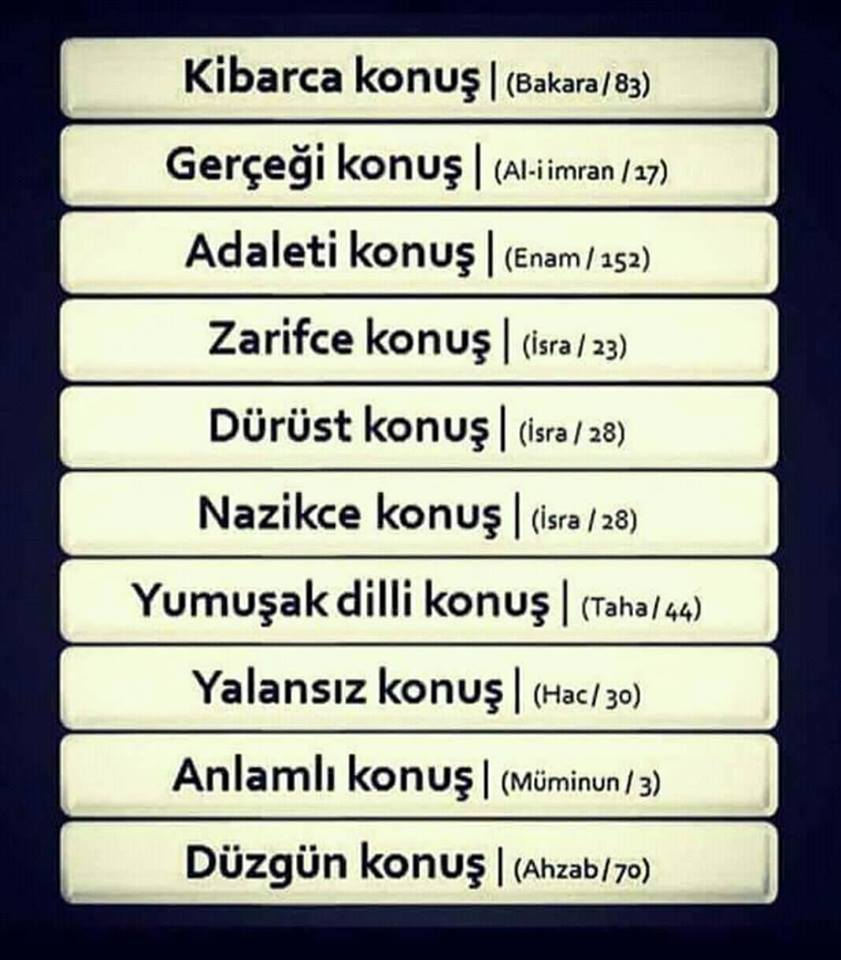 Kibarca konuş | (Bakara / 83)
Gerçeği konuş | (Al-i imran / 17)
Adaleti konuş | (Enam / 152)
Zarifce konuş | (İsra / 23)
Dürüst konuş | (İsra / 28)
Nazikce konuş | (İsra / 28)
Yumuşak dilli konuş | (Taha / 44)
Yalansız konuş | (Hac / 30)
Anlamlı konuş | (Müminun / 3)
Düzgün konuş | (Ahzab / 70)